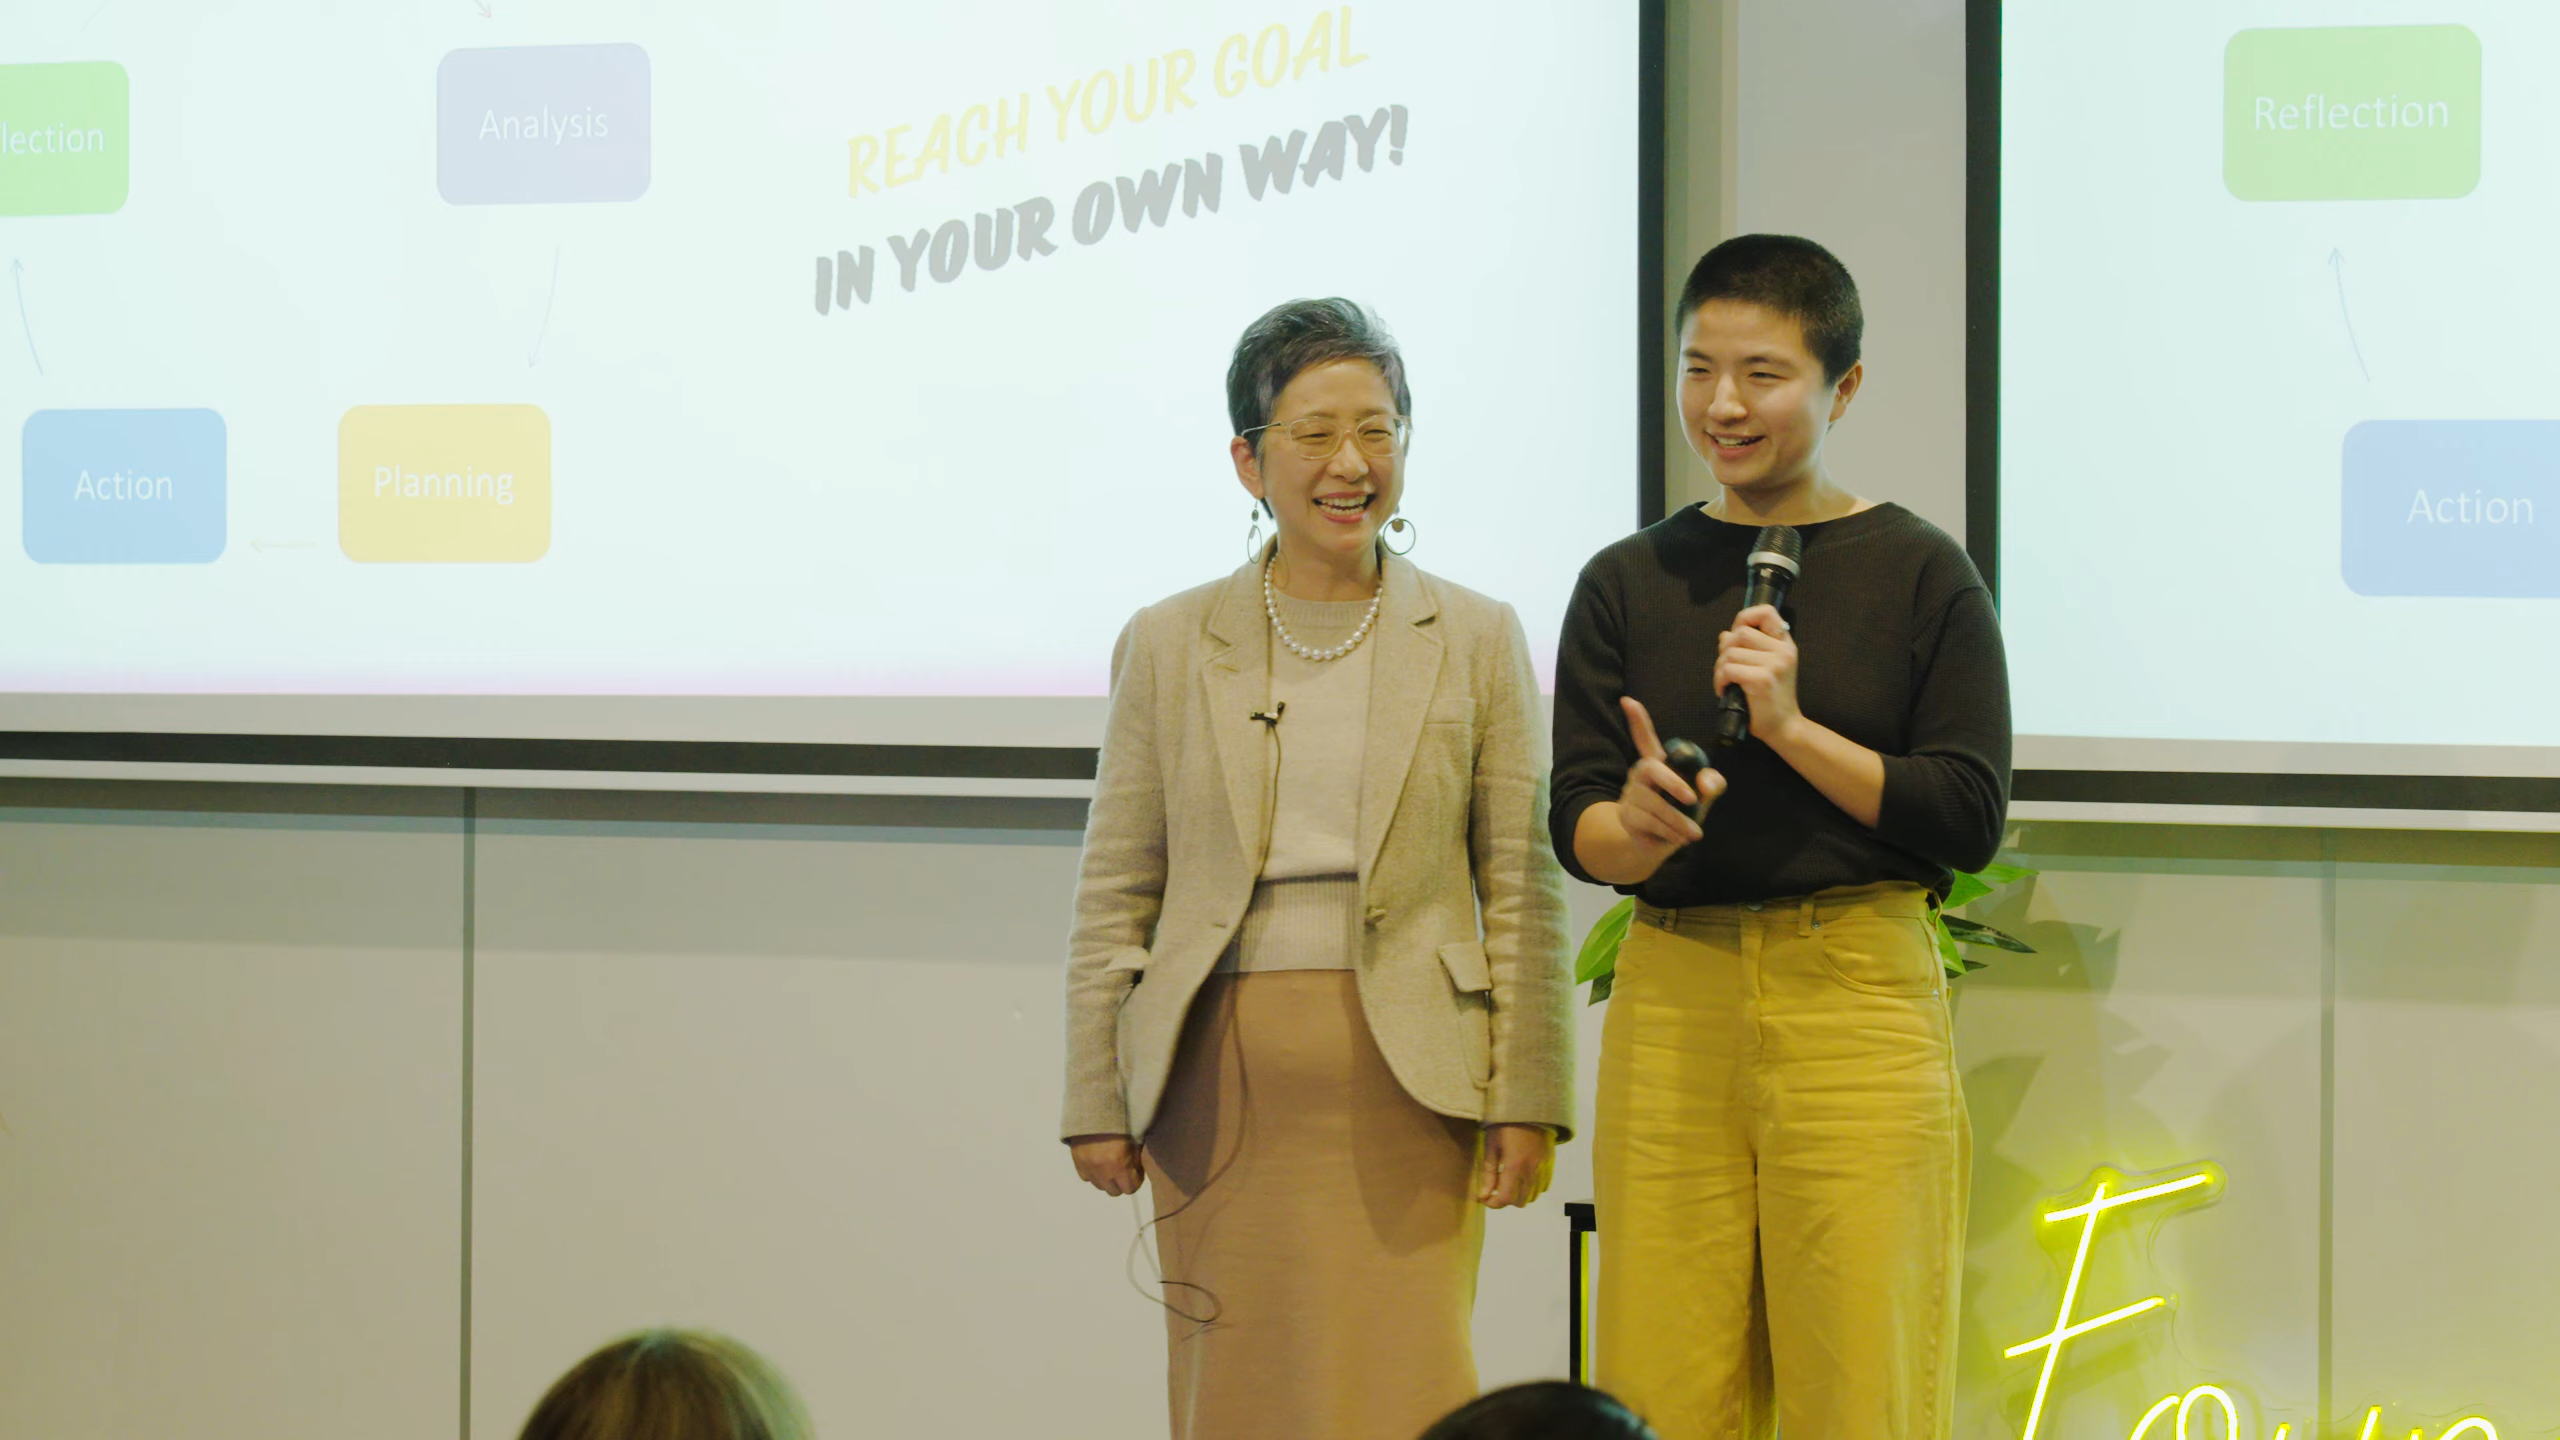 REACH YOUR GOAL
IN YOUR OWN WAY!
lection
Analysis
Action
Planning
Reflection
Action